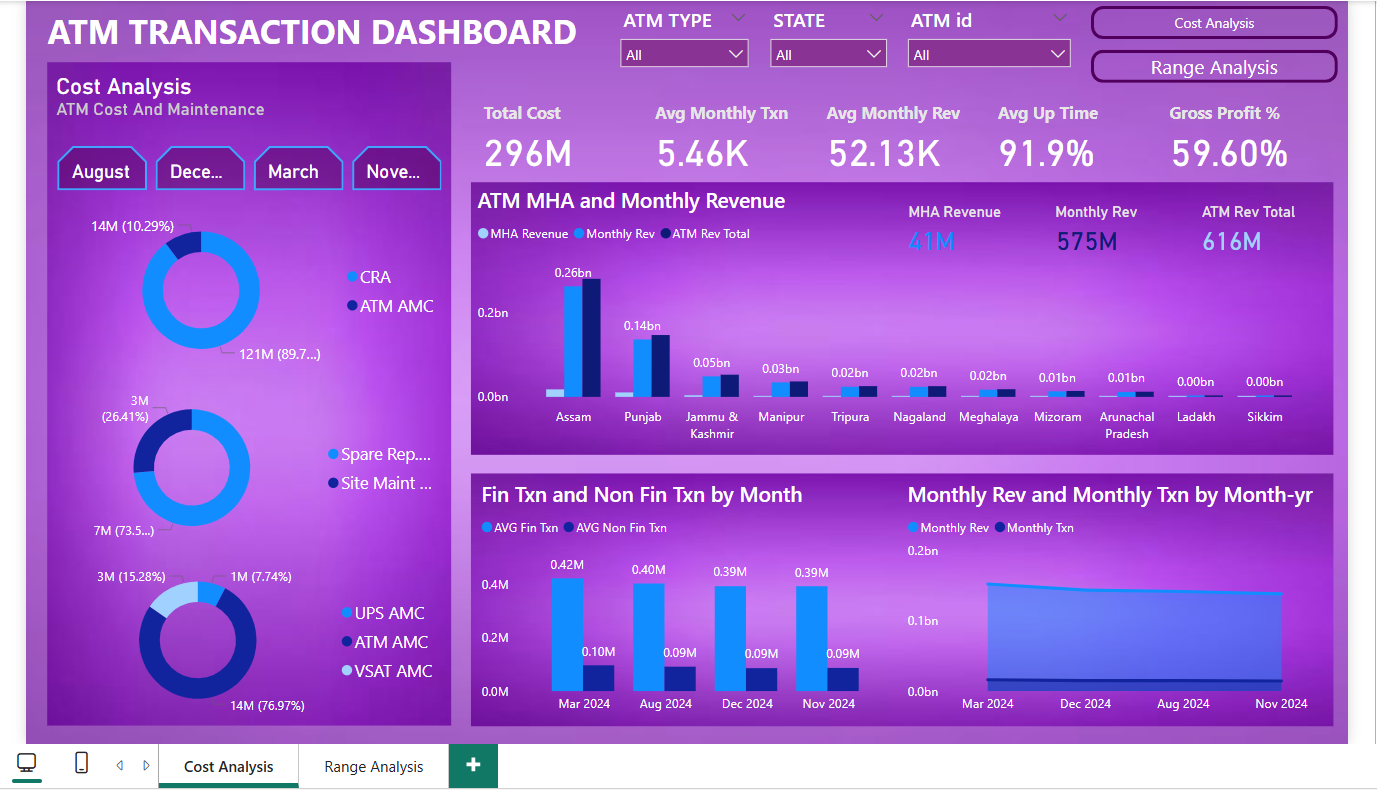 ATM TRANSACTION DASHBOARD
ATM TYPE
All
STATE
All
ATM id
All
Cost Analysis
Range Analysis
Cost Analysis
ATM Cost And Maintenance
August
Dece...
March
Nove...
14M (10.29%)
121M (89.7...)
CRA
ATM AMC
3M
(26.41%)
7M (73.5...)
Spare Rep....
Site Maint ...
3M (15.28%)
1M (7.74%)
14M (76.97%)
UPS AMC
ATM AMC
VSAT AMC
Total Cost
296M
Avg Monthly Txn
5.46K
Avg Monthly Rev
52.13K
Avg Up Time
91.9%
Gross Profit %
59.60%
ATM MHA and Monthly Revenue
MHA Revenue Monthly Rev ATM Rev Total
MHA Revenue
41M
Monthly Rev
575M
ATM Rev Total
616M
0.2bn
0.0bn
0.26bn
0.14bn
0.05bn
0.03bn
0.02bn
0.02bn
0.02bn
0.01bn
0.01bn
0.00bn
0.00bn
Assam
Punjab
Jammu &
Kashmir
Manipur
Tripura
Nagaland
Meghalaya
Mizoram
Arunachal
Pradesh
Ladakh
Sikkim
Fin Txn and Non Fin Txn by Month
AVG Fin Txn AVG Non Fin Txn
0.4M
0.2M
0.0M
0.42M
0.10M
0.40M
0.09M
0.39M
0.09M
0.39M
0.09M
Mar 2024
Aug 2024
Dec 2024
Nov 2024
Monthly Rev and Monthly Txn by Month-yr
Monthly Rev Monthly Txn
0.2bn
0.1bn
0.0bn
Mar 2024
Dec 2024
Aug 2024
Nov 2024
Cost Analysis
Range Analysis
+